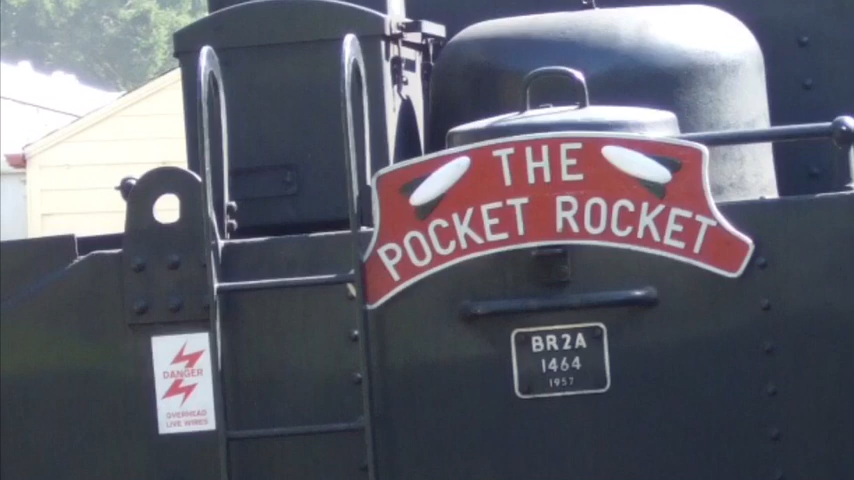 THE
POCKET ROCKET
BR2A
1464
1957
DANGER
OVERHEAD
LIVE WIRES